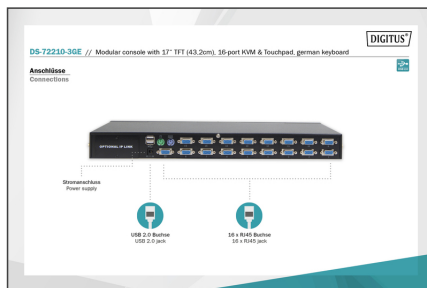 DIGITUS®
DS-72210-3GE // Modular console with 17" TFT (43,2cm), 16-port KVM & Touchpad, german keyboard
Anschlüsse
Connections
OPTIONAL IP LINE
Stromanschluss
Power supply
USB 2.0 Buchse
USB 2.0 jack
16 x RJ45 Buchse
16 x RJ45 jack